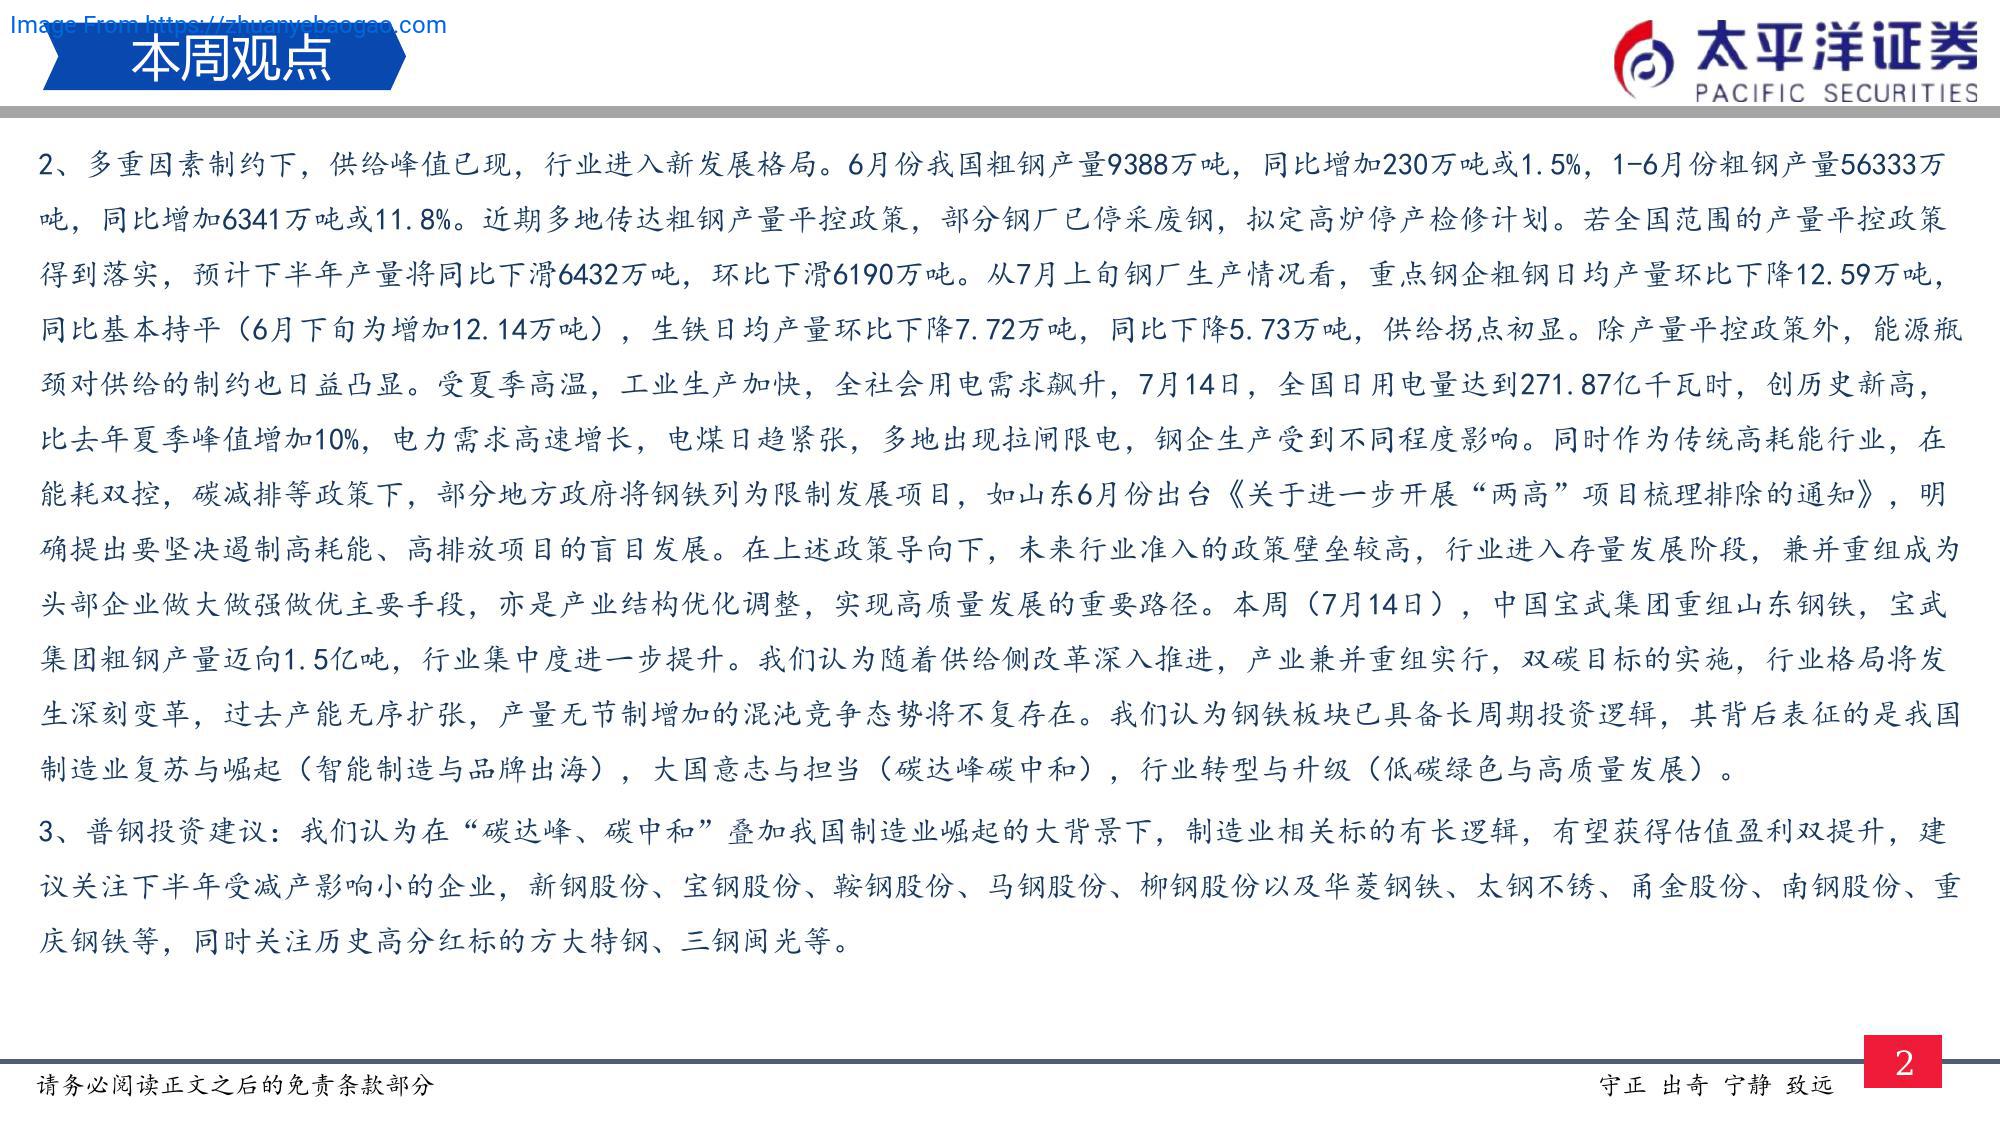 Image From https://zhuanyebaogao.com
本周观点
太平洋证券
PACIFIC SECURITIES
2、多重因素制约下，供给峰值已现，行业进入新发展格局。6月份我国粗钢产量9388万吨，同比增加230万吨或1.5%，1-6月份粗钢产量56333万
吨，同比增加6341万吨或11.8%。近期多地传达粗钢产量平控政策，部分钢厂已停采废钢，拟定高炉停产检修计划。若全国范围的产量平控政策
得到落实，预计下半年产量将同比下滑6432万吨，环比下滑6190万吨。从7月上旬钢厂生产情况看，重点钢企粗钢日均产量环比下降12.59万吨，
同比基本持平（6月下旬为增加12.14万吨），生铁日均产量环比下降7.72万吨，同比下降5.73万吨，供给拐点初显。除产量平控政策外，能源瓶
颈对供给的制约也日益凸显。受夏季高温，工业生产加快，全社会用电需求飙升，7月14日，全国日用电量达到271.87亿千瓦时，创历史新高，
比去年夏季峰值增加10%，电力需求高速增长，电煤日趋紧张，多地出现拉闸限电，钢企生产受到不同程度影响。同时作为传统高耗能行业，在
能耗双控，碳减排等政策下，部分地方政府将钢铁列为限制发展项目，如山东6月份出台《关于进一步开展“两高”项目梳理排除的通知》，明
确提出要坚决遏制高耗能、高排放项目的盲目发展。在上述政策导向下，未来行业准入的政策壁垒较高，行业进入存量发展阶段，兼并重组成为
头部企业做大做强做优主要手段，亦是产业结构优化调整，实现高质量发展的重要路径。本周（7月14日），中国宝武集团重组山东钢铁，宝武
集团粗钢产量迈向1.5亿吨，行业集中度进一步提升。我们认为随着供给侧改革深入推进，产业兼并重组实行，双碳目标的实施，行业格局将发
生深刻变革，过去产能无序扩张，产量无节制增加的混沌竞争态势将不复存在。我们认为钢铁板块已具备长周期投资逻辑，其背后表征的是我国
制造业复苏与崛起（智能制造与品牌出海），大国意志与担当（碳达峰碳中和），行业转型与升级（低碳绿色与高质量发展）。
3、普钢投资建议：我们认为在“碳达峰、碳中和”叠加我国制造业崛起的大背景下，制造业相关标的有长逻辑，有望获得估值盈利双提升，建
议关注下半年受减产影响小的企业，新钢股份、宝钢股份、鞍钢股份、马钢股份、柳钢股份以及华菱钢铁、太钢不锈、甬金股份、南钢股份、重
庆钢铁等，同时关注历史高分红标的方大特钢、三钢闽光等。
请务必阅读正文之后的免责条款部分
守正 出奇 宁静 致远
2